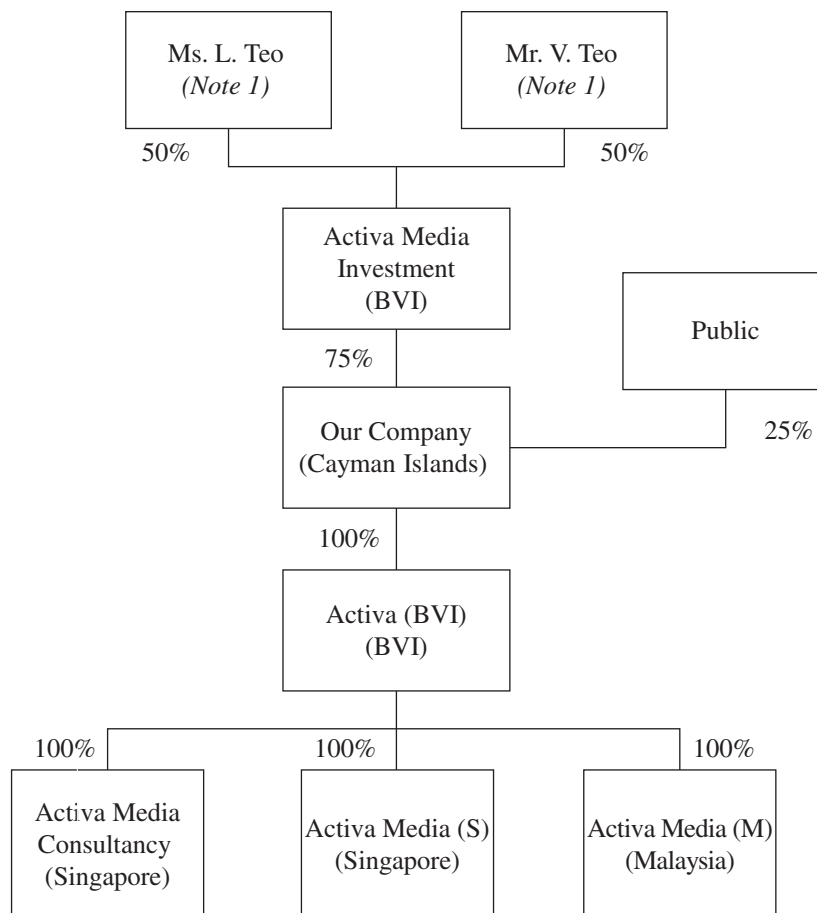 Ms. L. Teo
(Note 1)
Mr. V. Teo
(Note 1)
50%
50%
Activa Media
Investment
(BVI)
Public
75%
25%
Our Company
(Cayman Islands)
100%
Activa (BVI)
(BVI)
100%
100%
100%
Activa Media
Consultancy
(Singapore)
Activa Media (S)
(Singapore)
Activa Media (M)
(Malaysia)